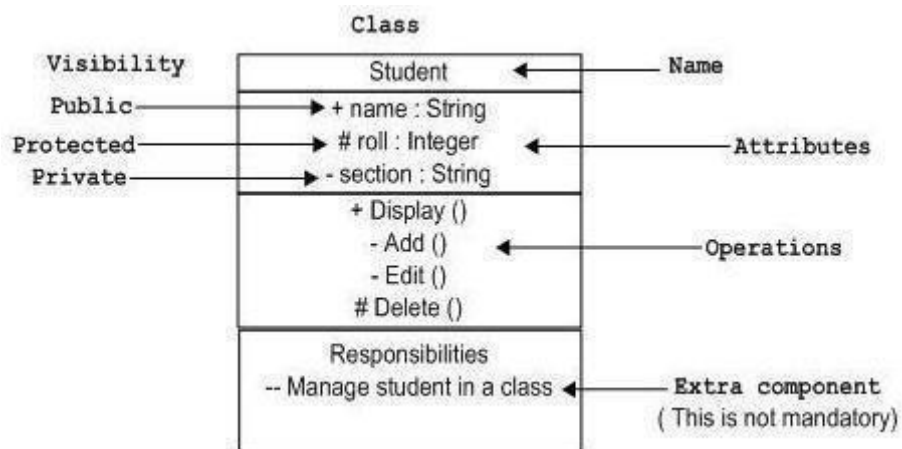 Class
Visibility
Student
Name
Public
+ name : String
Protected
# roll : Integer
Attributes
Private
- section : String
+ Display ()
- Add ()
Operations
- Edit ()
# Delete ()
Responsibilities
-- Manage student in a class
Extra component
( This is not mandatory)